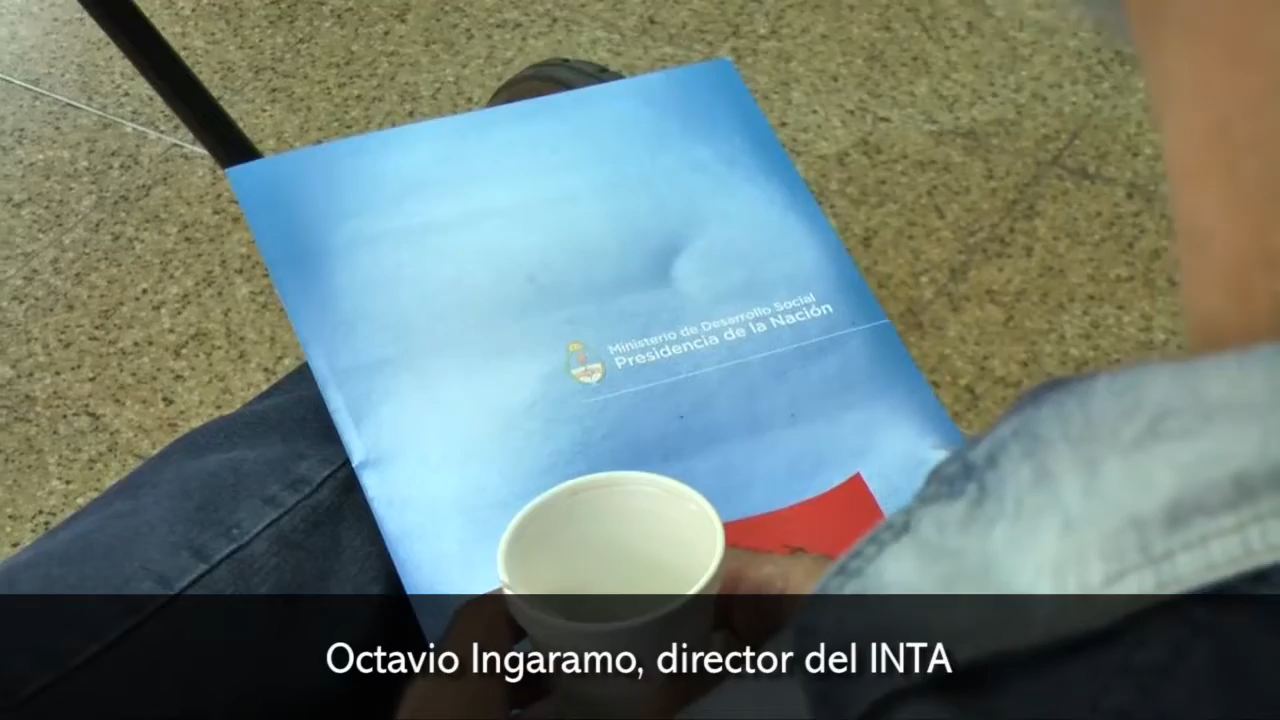 Ministerio de Desarrollo Social
Presidencia de la Nación
Octavio Ingaramo, director del INTA